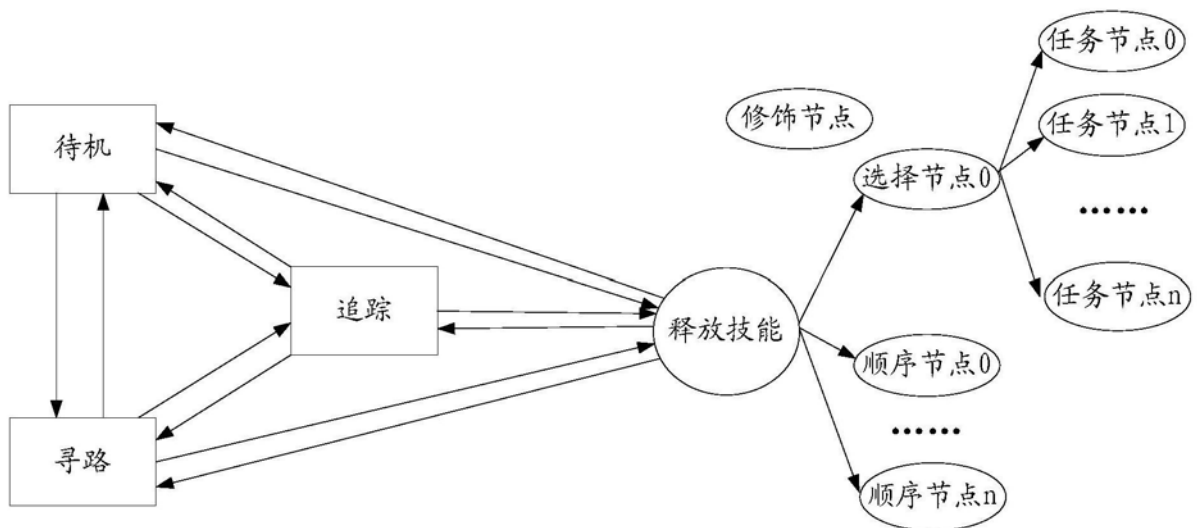 待机
寻路
追踪
释放技能
修饰节点
选择节点0
顺序节点0
……
顺序节点n
任务节点0
任务节点1
……
任务节点n